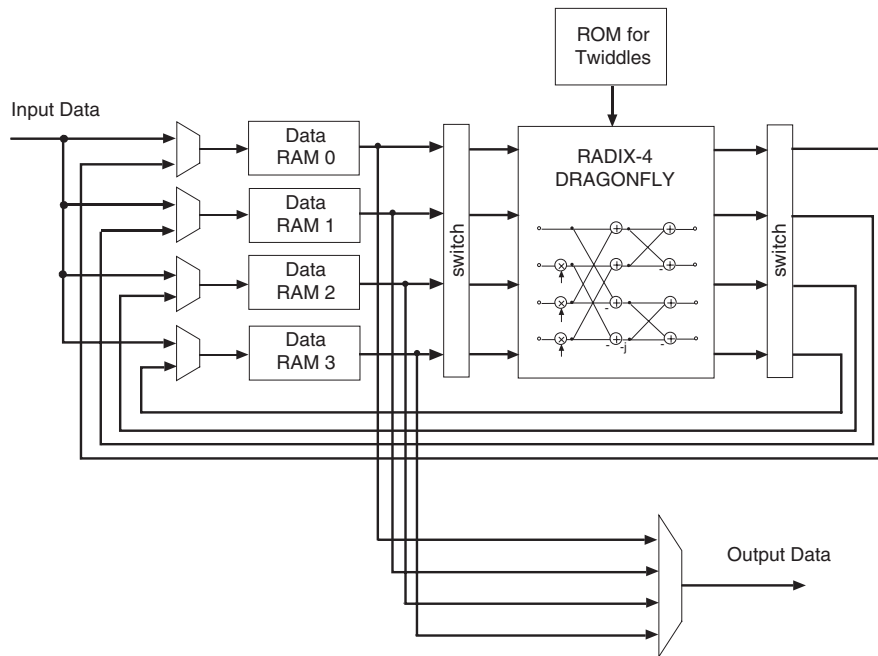 ROM for
Twiddles
Input Data
Data
RAM 0
Data
RAM 1
Data
RAM 2
Data
RAM 3
switch
RADIX-4
DRAGONFLY
-
-
-
-
-j
-
switch
Output Data